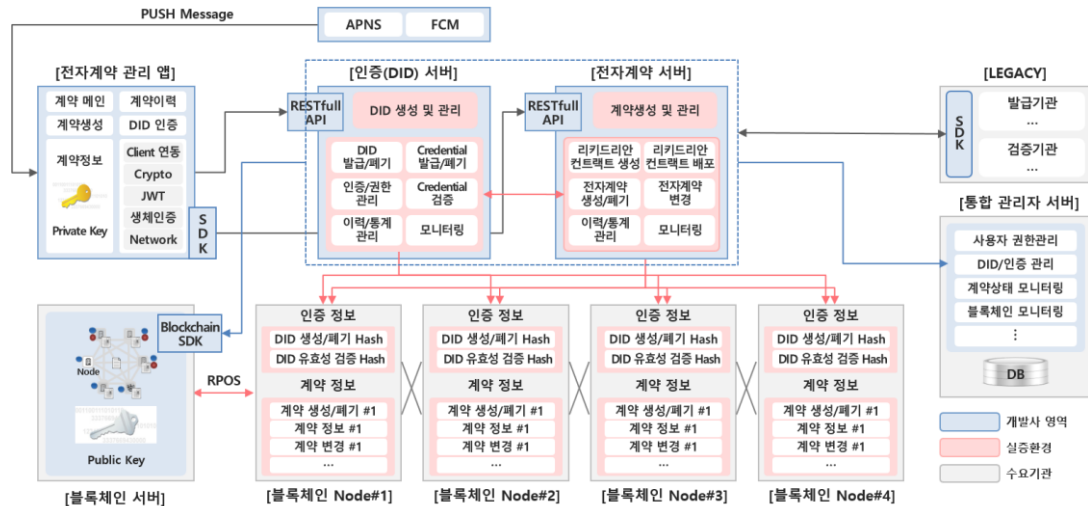 PUSH Message
APNS
FCM
[전자계약 관리 앱]
계약 메인
계약이력
계약생성
DID 인증
계약정보
Private Key
Client 연동
Crypto
JWT
생체인증
Network
SDK
[인증(DID) 서버]
RESTfull
API
DID 생성 및 관리
DID
발급/폐기
Credential
발급/폐기
인증/권한
관리
Credential
검증
이력/통계
관리
모니터링
[전자계약 서버]
RESTfull
API
계약생성 및 관리
리키드리안
컨트랙트 생성
리키드리안
컨트랙트 배포
전자계약
생성/폐기
전자계약
변경
이력/통계
관리
모니터링
[LEGACY]
SDK
발급기관
...
검증기관
...
[통합 관리자 서버]
사용자 권한관리
DID/인증 관리
계약상태 모니터링
블록체인 모니터링
⋮
DB
Blockchain
SDK
Node
Public Key
[블록체인 서버]
RPOS
인증 정보
DID 생성/폐기 Hash
DID 유효성 검증 Hash
계약 정보
계약 생성/폐기 #1
계약 정보 #1
계약 변경 #1
...
[블록체인 Node#1]
인증 정보
DID 생성/폐기 Hash
DID 유효성 검증 Hash
계약 정보
계약 생성/폐기 #1
계약 정보 #1
계약 변경 #1
...
[블록체인 Node#2]
인증 정보
DID 생성/폐기 Hash
DID 유효성 검증 Hash
계약 정보
계약 생성/폐기 #1
계약 정보 #1
계약 변경 #1
...
[블록체인 Node#3]
인증 정보
DID 생성/폐기 Hash
DID 유효성 검증 Hash
계약 정보
계약 생성/폐기 #1
계약 정보 #1
계약 변경 #1
...
[블록체인 Node#4]
개발사 영역
실증환경
수요기관